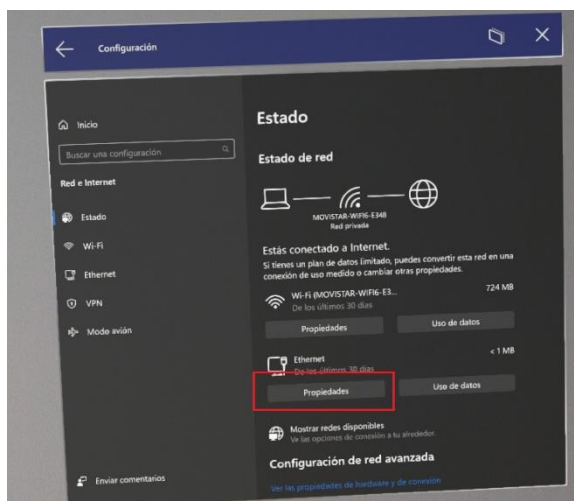 Configuración
Inicio
Buscar una configuración
Red e Internet
Estado
Wi-Fi
Ethernet
VPN
Modo avión
Enviar comentarios
Estado
Estado de red
MOVISTAR-WIFI6-E348
Red privada
Estás conectado a Internet.
Si tienes un plan de datos limitado, puedes convertir esta red en una
conexión de uso medido o cambiar otras propiedades.
Wi-Fi (MOVISTAR-WIFI6-E3...
724 MB
De los últimos 30 días
Propiedades
Uso de datos
Ethernet
< 1 MB
De los últimos 30 días
Propiedades
Uso de datos
Mostrar redes disponibles
Ve las opciones de conexión a tu alrededor.
Configuración de red avanzada
Ver las propiedades de hardware y de conexión